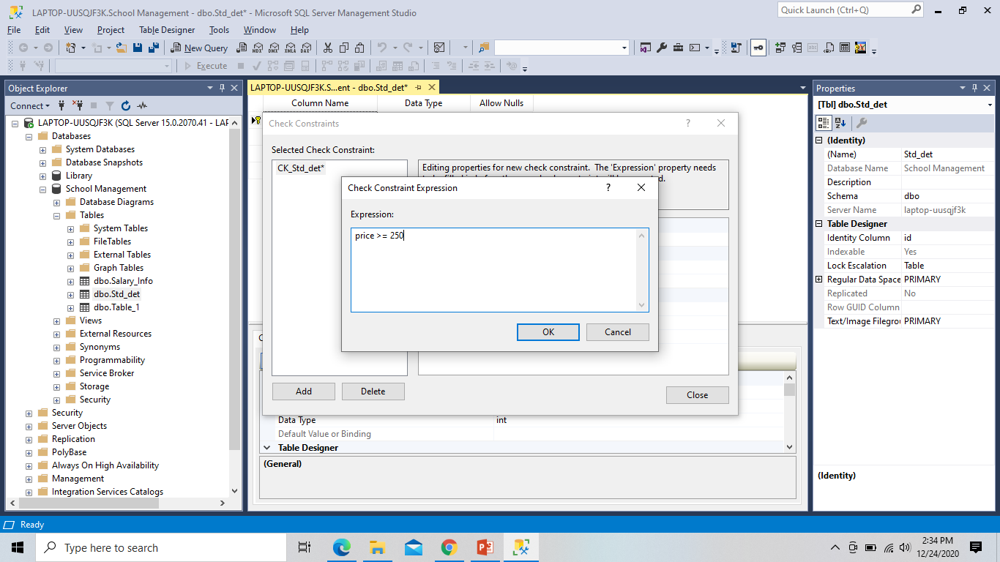 LAPTOP-UUSQJF3K.School Management - dbo.Std_det* - Microsoft SQL Server Management Studio
Quick Launch (Ctrl+Q)
File Edit View Project Table Designer Tools Window Help
New Query MDX DMX XMLA DAX
Execute
Object Explorer
Connect
LAPTOP-UUSQJF3K (SQL Server 15.0.2070.41 - LAP
Databases
System Databases
Database Snapshots
Library
School Management
Database Diagrams
Tables
System Tables
FileTables
External Tables
Graph Tables
dbo.Salary_Info
dbo.Std_det
dbo.Table_1
Views
External Resources
Synonyms
Programmability
Service Broker
Storage
Security
Security
Server Objects
Replication
PolyBase
Always On High Availability
Management
Integration Services Catalogs
LAPTOP-UUSQJF3K.S...ent - dbo.Std_det*
Column Name Data Type Allow Nulls
Check Constraints
?
Selected Check Constraint:
CK_Std_det*
Editing properties for new check constraint. The 'Expression' property needs
Check Constraint Expression
?
Expression:
price >= 250
OK Cancel
Add Delete Close
Data Type int
Default Value or Binding
Table Designer
(General)
Properties
[Tbl] dbo.Std_det
(Identity)
(Name) Std_det
Database Name School Management
Description
Schema dbo
Server Name laptop-uusqjf3k
Table Designer
Identity Column id
Indexable Yes
Lock Escalation Table
Regular Data Space PRIMARY
Replicated No
Row GUID Column
Text/Image Filegrou PRIMARY
(Identity)
Ready
Type here to search
2:34 PM
12/24/2020